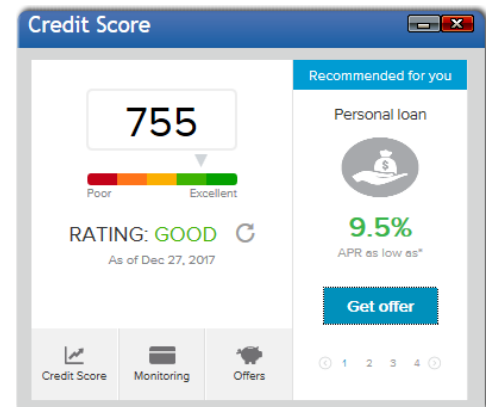 Credit Score
755
Poor Excellent
RATING: GOOD
As of Dec 27, 2017
Credit Score
Monitoring
Offers
Recommended for you
Personal loan
$
9.5%
APR as low as*
Get offer
1 2 3 4